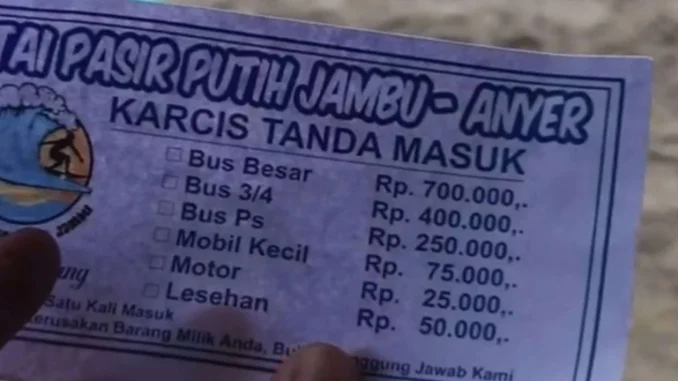 TAI PASIR PUTIH JAMBU - ANYER
KARCIS TANDA MASUK
Bus Besar Rp. 700.000,.
Bus 3/4 Rp. 400.000,.
Bus Ps Rp. 250.000,.
Mobil Kecil Rp. 75.000,.
Motor Rp. 25.000,.
Lesehan Rp. 50.000,.
Satu Kali Masuk
erusakan Barang Milik Anda, Bu ggung Jawab Kami